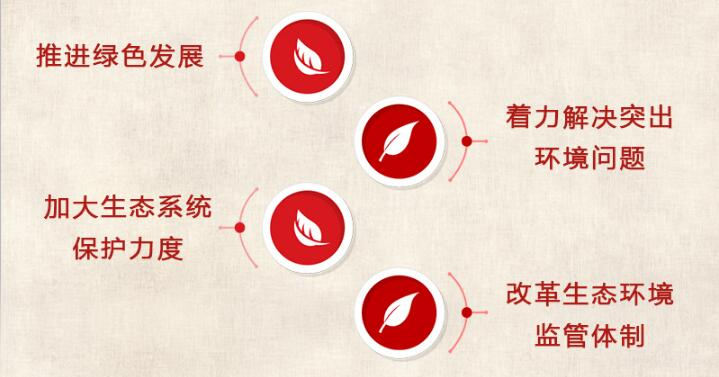 推进绿色发展
着力解决突出
环境问题
加大生态系统
保护力度
改革生态环境
监管体制